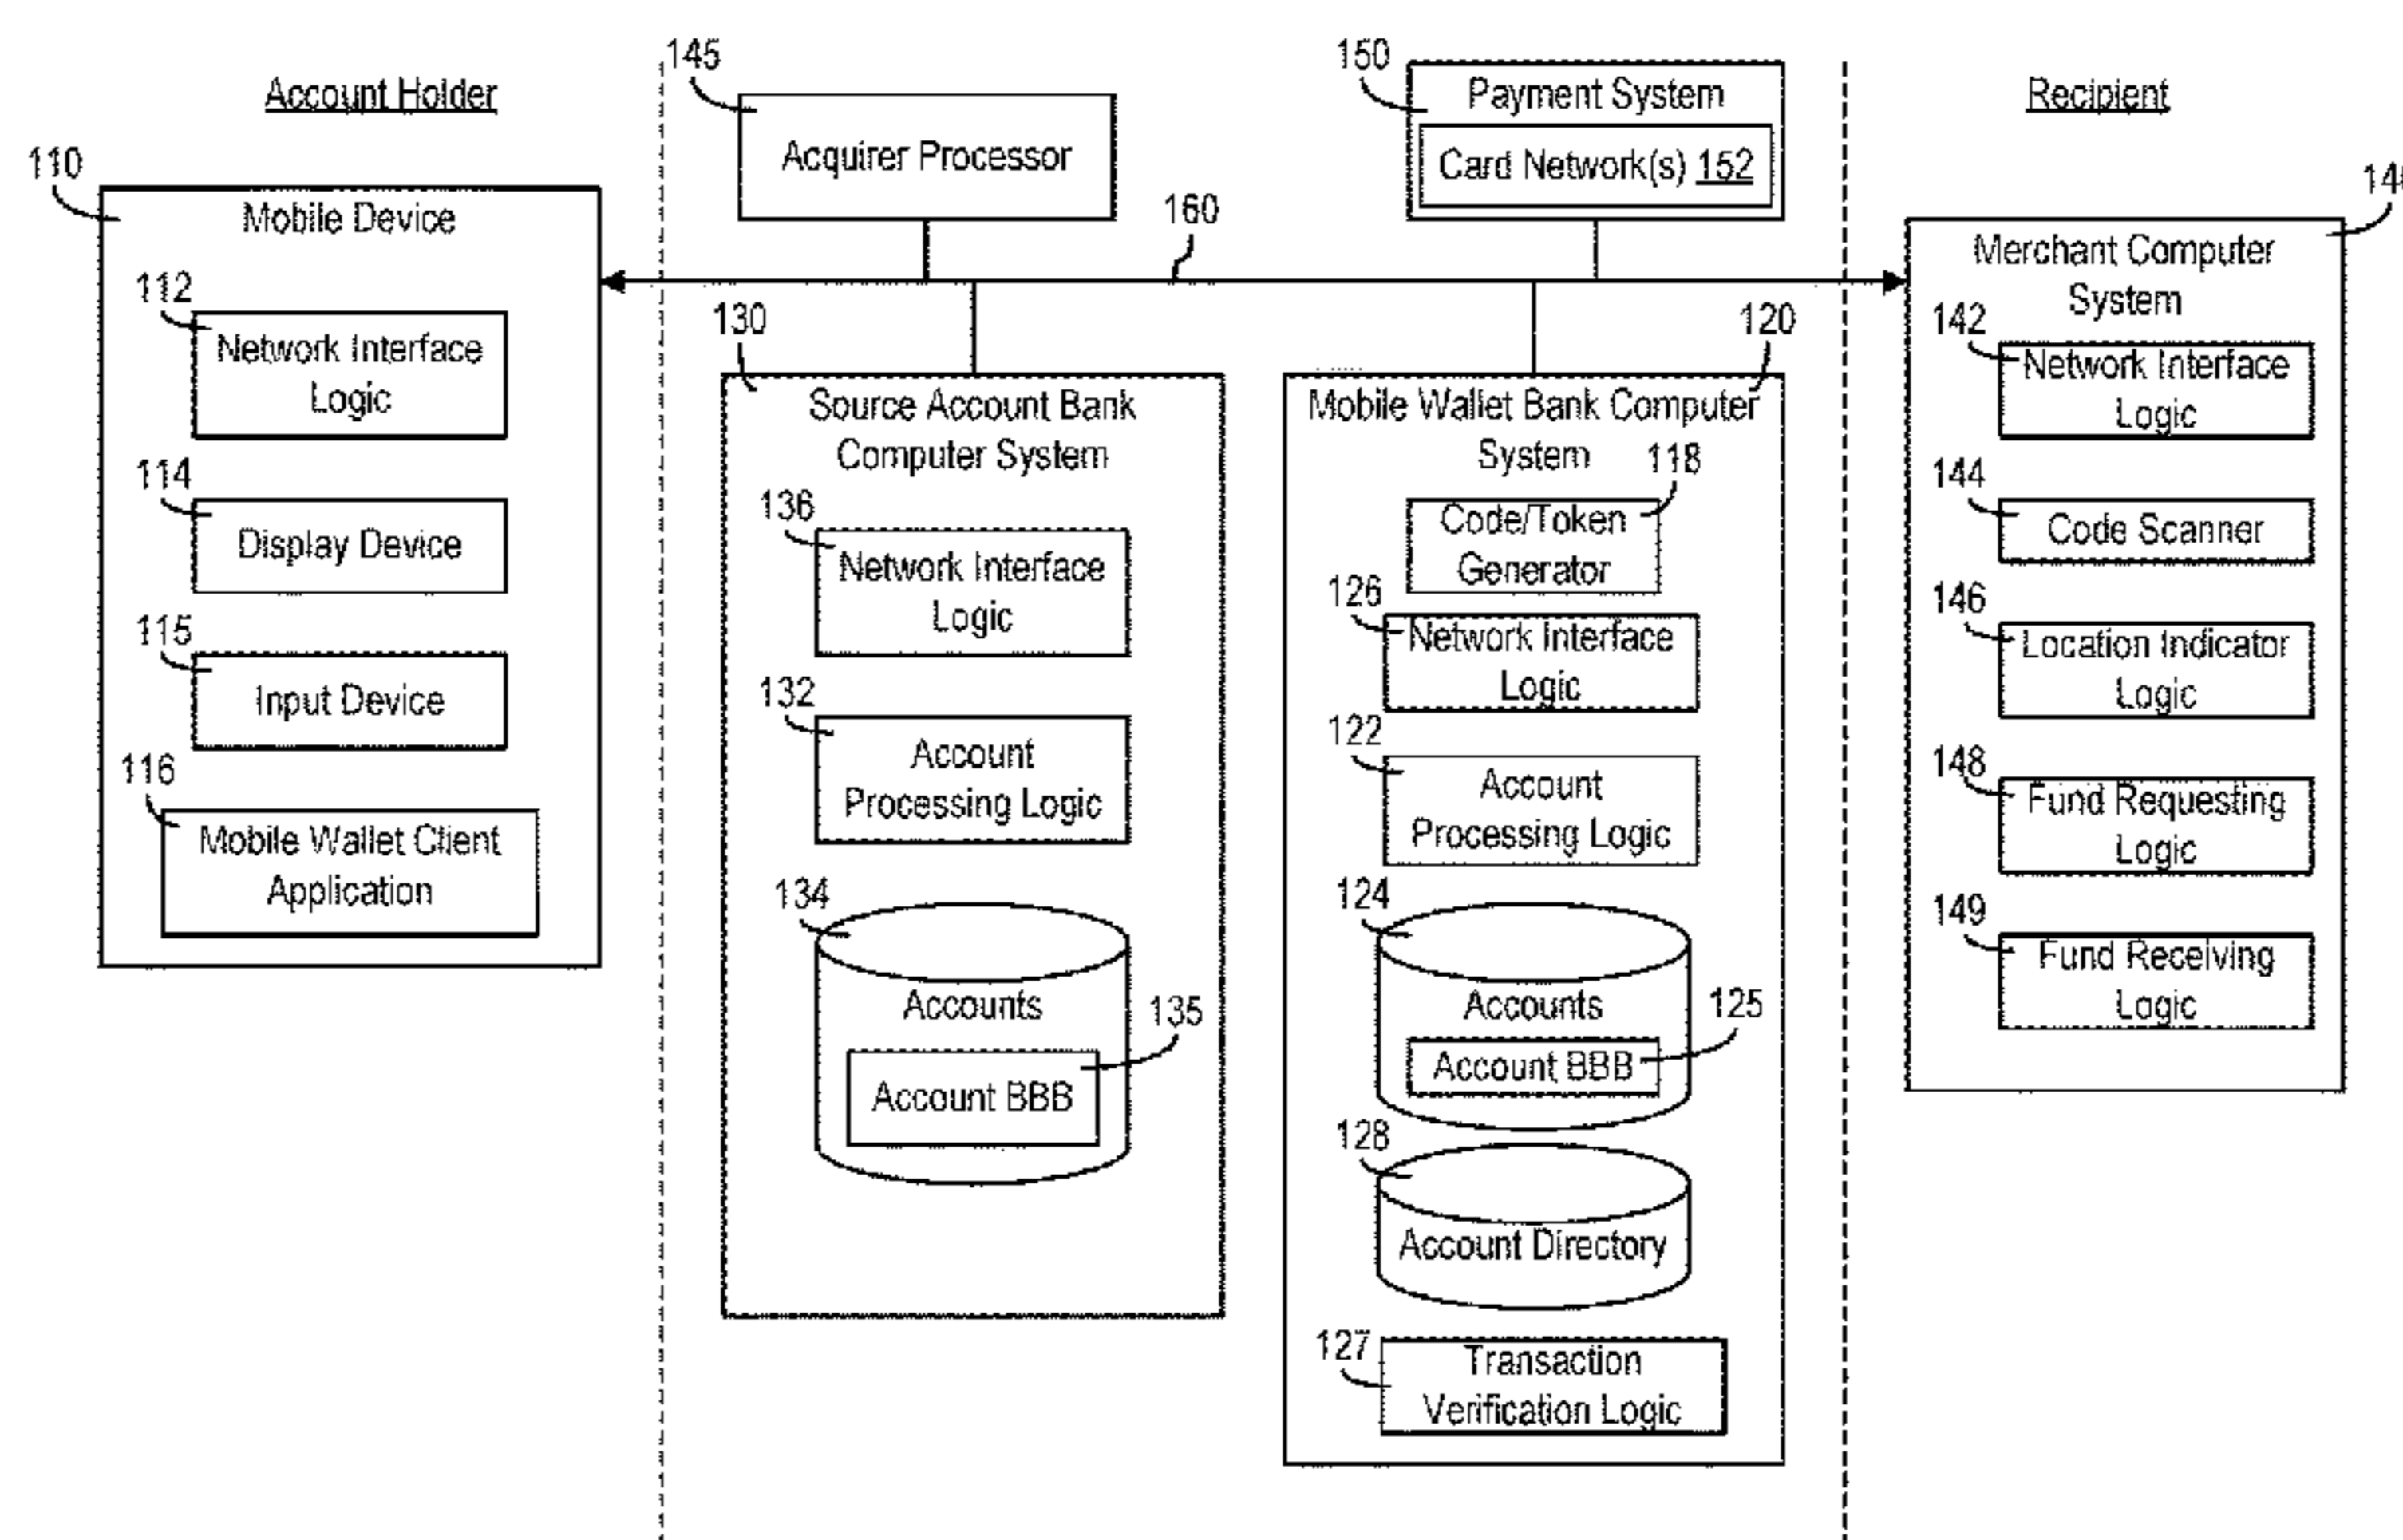 Account Holder
110
Mobile Device
112
Network Interface
Logic
114
Display Device
115
Input Device
116
Mobile Wallet Client
Application
145
Acquirer Processor
150
Payment System
Card Network(s) 152
160
130
Source Account Bank
Computer System
136
Network Interface
Logic
132
Account
Processing Logic
134
Accounts
135
Account BBB
120
Mobile Wallet Bank Computer
System
118
Code/Token
Generator
126
Network Interface
Logic
122
Account
Processing Logic
124
Accounts
125
Account BBB
128
Account Directory
127
Transaction
Verification Logic
Recipient
Merchant Computer
System
142
Network Interface
Logic
144
Code Scanner
146
Location Indicator
Logic
148
Fund Requesting
Logic
149
Fund Receiving
Logic